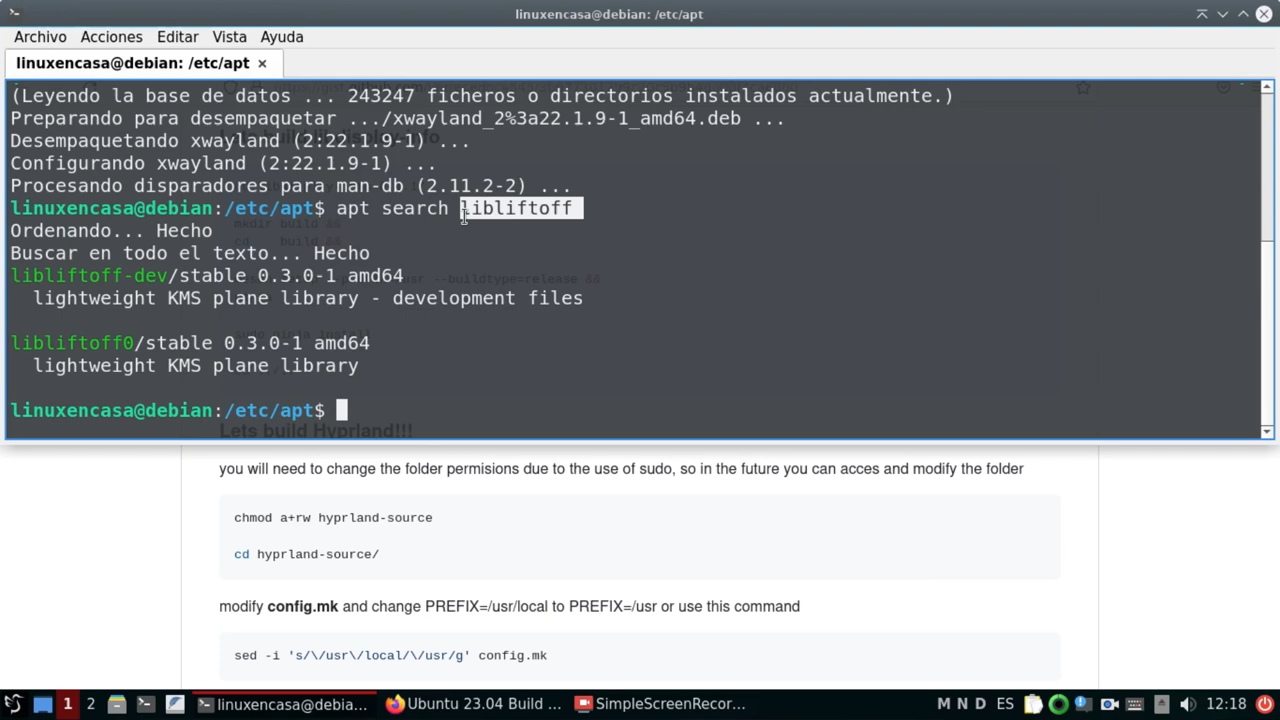 linuxencasa@debian: /etc/apt
Archivo Acciones Editar Vista Ayuda
linuxencasa@debian: /etc/apt ×
(Leyendo la base de datos ... 243247 ficheros o directorios instalados actualmente.)
Preparando para desempaquetar .../xwayland_2%3a22.1.9-1_amd64.deb ...
Desempaquetando xwayland (2:22.1.9-1) ...
Configurando xwayland (2:22.1.9-1) ...
Procesando disparadores para man-db (2.11.2-2) ...
linuxencasa@debian:/etc/apt$ apt search libliftoff
Ordenando... Hecho
Buscar en todo el texto... Hecho
libliftoff-dev/stable 0.3.0-1 amd64
lightweight KMS plane library - development files
libliftoff0/stable 0.3.0-1 amd64
lightweight KMS plane library
linuxencasa@debian:/etc/apt$
Lets build Hyprland!!!
you will need to change the folder permisions due to the use of sudo, so in the future you can acces and modify the folder
chmod a+rw hyprland-source
cd hyprland-source/
modify config.mk and change PREFIX=/usr/local to PREFIX=/usr or use this command
sed -i 's/\/usr\/local/\/usr/g' config.mk
1 2 linuxencasa@debia... Ubuntu 23.04 Build ... SimpleScreenRecor... M N D ES 12:18